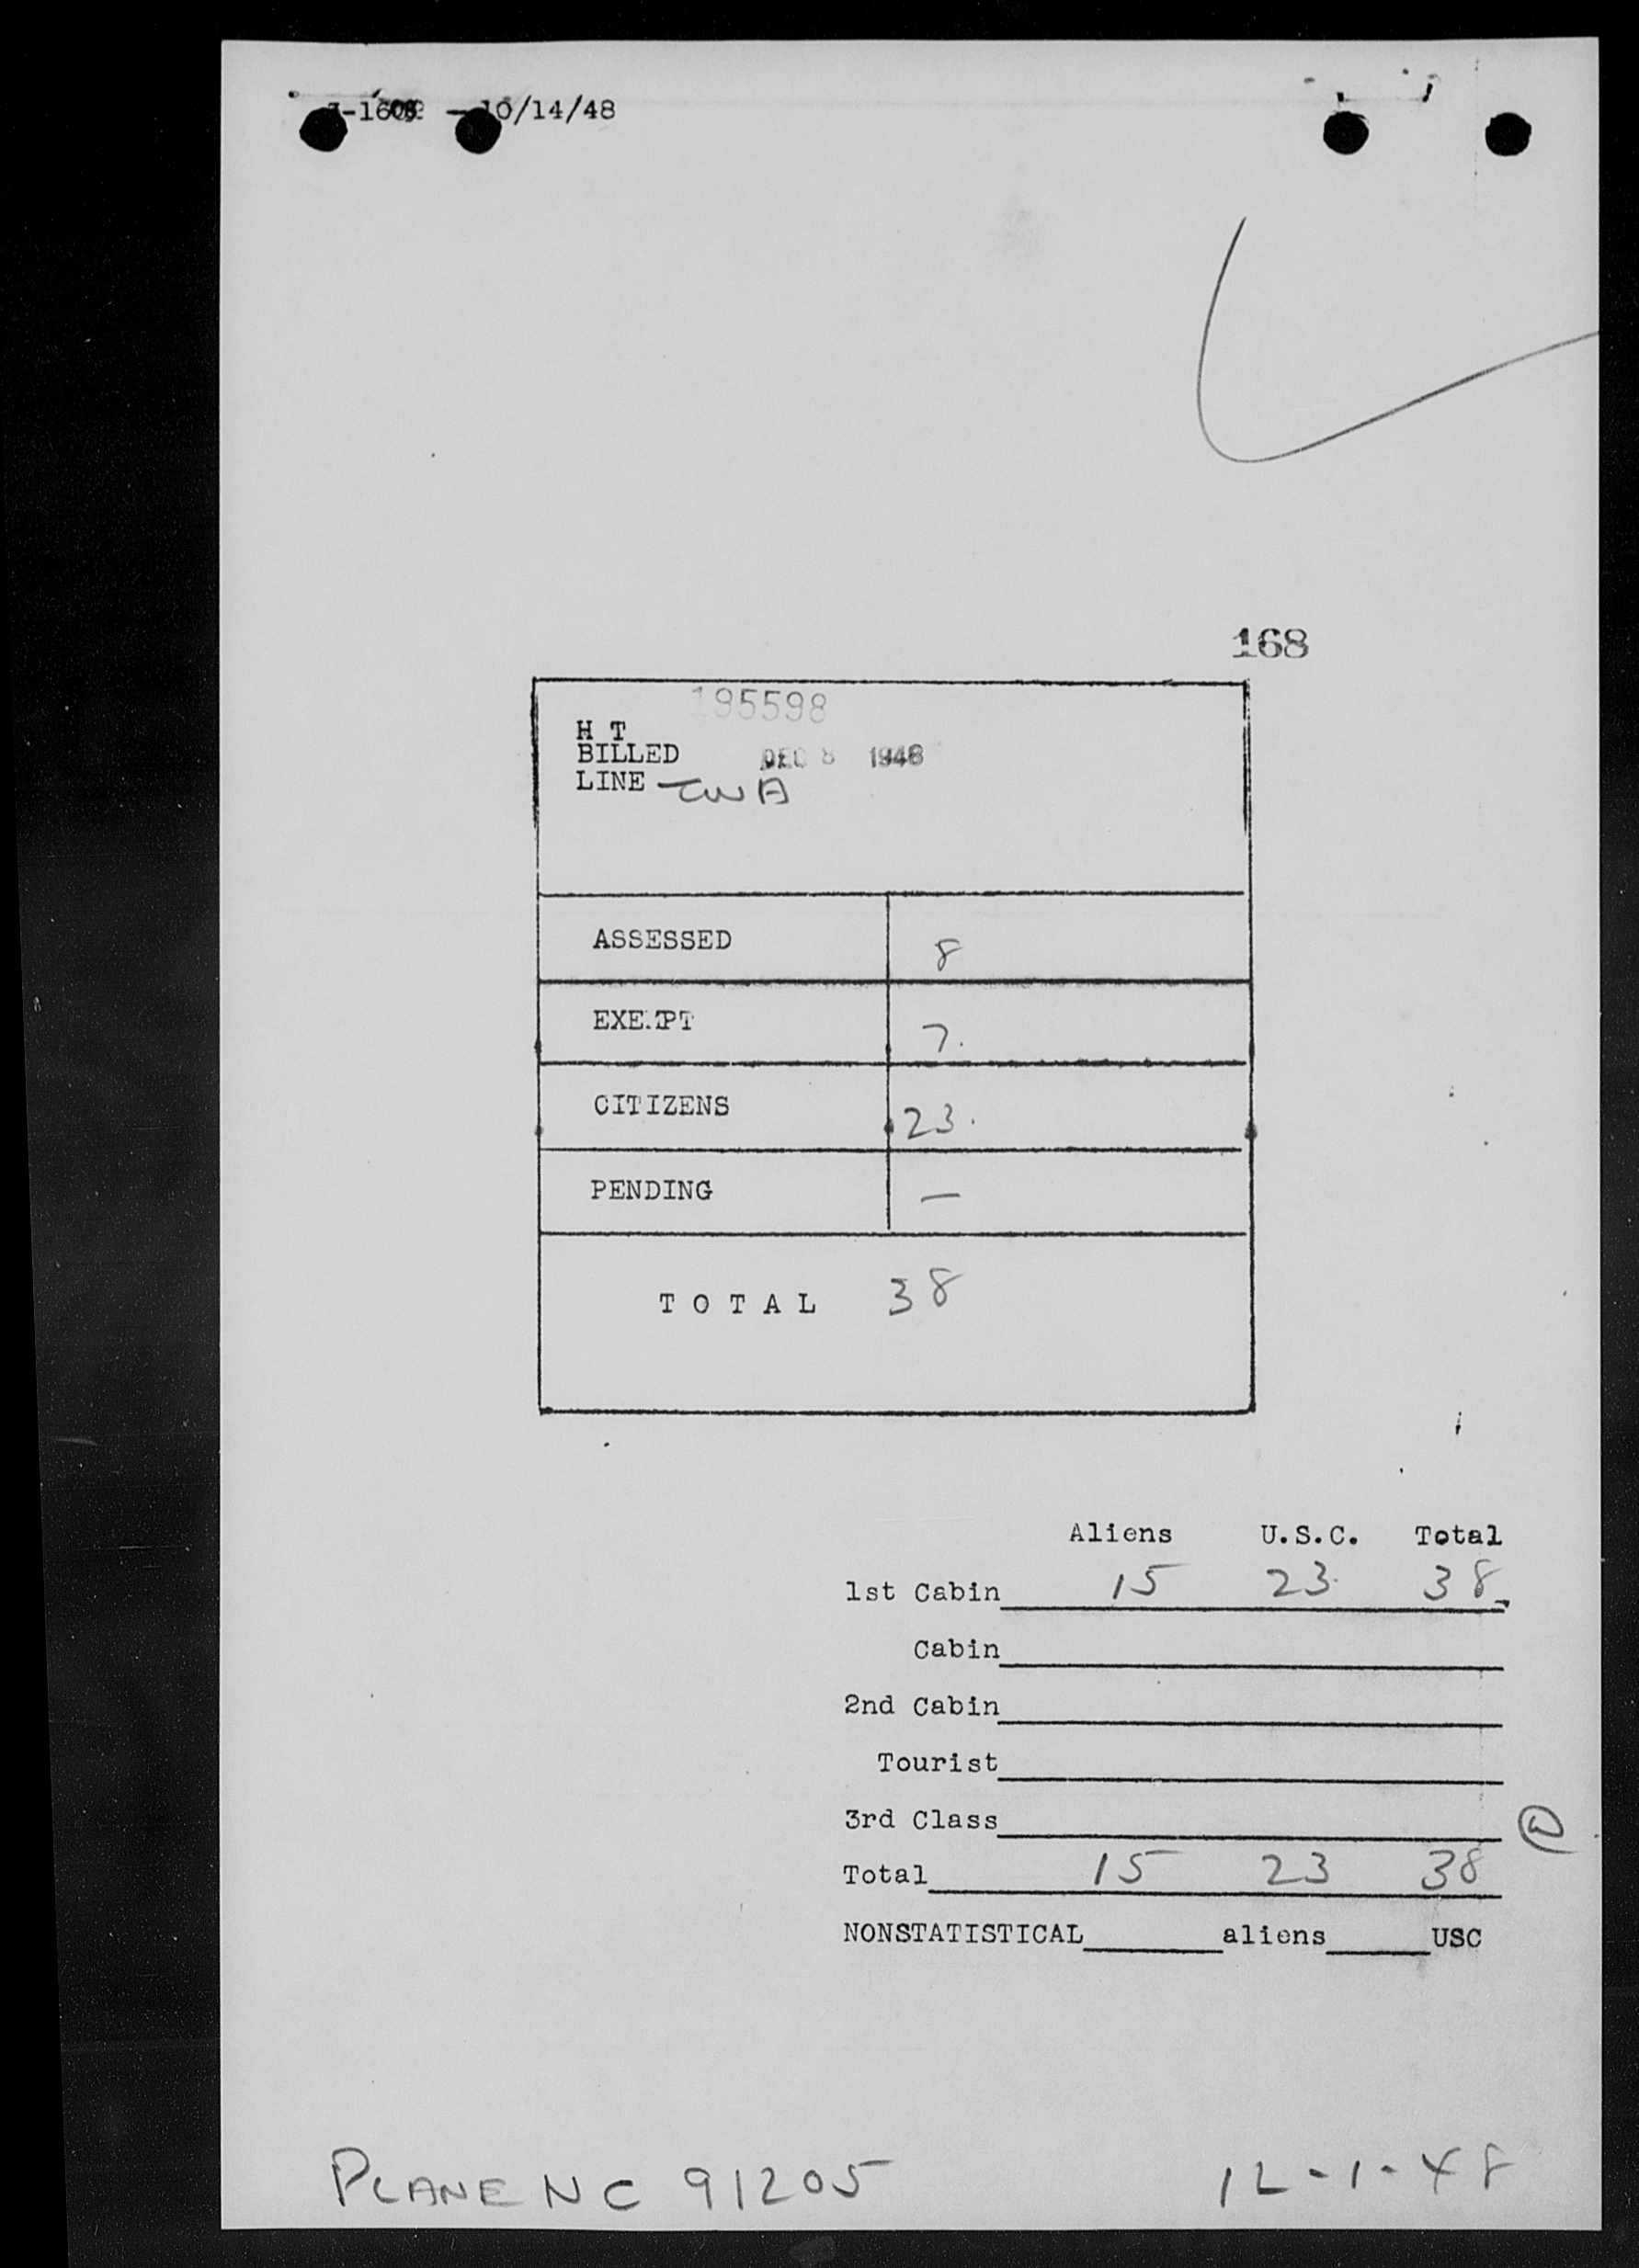 10/14/48
168
195598
H T
BILLED DEC 8 1948
LINE TWA
ASSESSED 8
EXEMPT 7.
CITIZENS 23.
PENDING —
TOTAL 38
Aliens U.S.C. Total
1st Cabin 15 23 38
Cabin
2nd Cabin
Tourist
3rd Class
Total 15 23 38
NONSTATISTICAL aliens USC
PLANE NC 91205 12-1-48